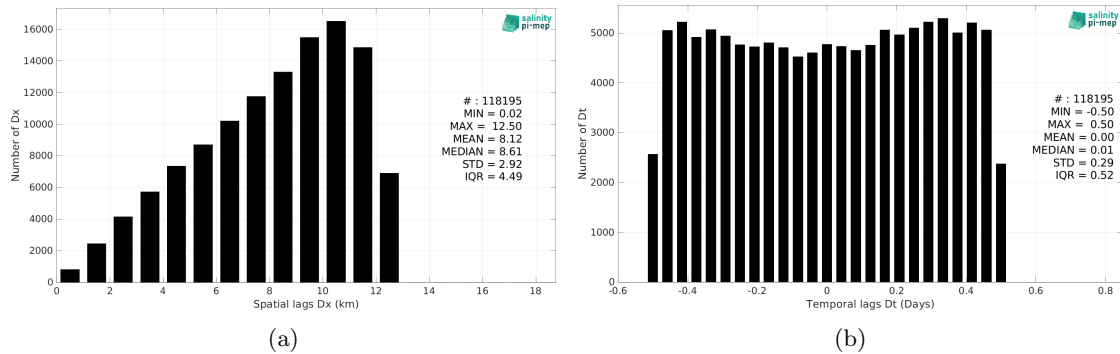 16000
14000
12000
10000
8000
6000
4000
2000
0
Number of Dx
0 2 4 6 8 10 12 14 16 18
Spatial lags Dx (km)
salinity
pi-mep
# : 118195
MIN = 0.02
MAX = 12.50
MEAN = 8.12
MEDIAN = 8.61
STD = 2.92
IQR = 4.49
(a)
5000
4000
3000
2000
1000
0
Number of Dt
-0.6 -0.4 -0.2 0 0.2 0.4 0.6 0.8
Temporal lags Dt (Days)
salinity
pi-mep
# : 118195
MIN = -0.50
MAX = 0.50
MEAN = 0.00
MEDIAN = 0.01
STD = 0.29
IQR = 0.52
(b)